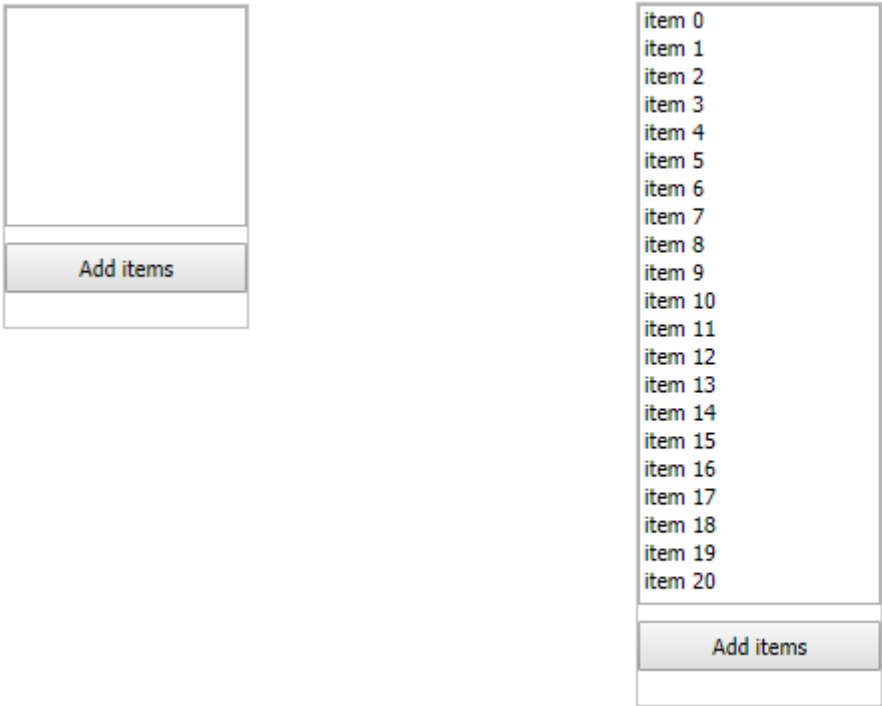 Add items
item 0
item 1
item 2
item 3
item 4
item 5
item 6
item 7
item 8
item 9
item 10
item 11
item 12
item 13
item 14
item 15
item 16
item 17
item 18
item 19
item 20
Add items